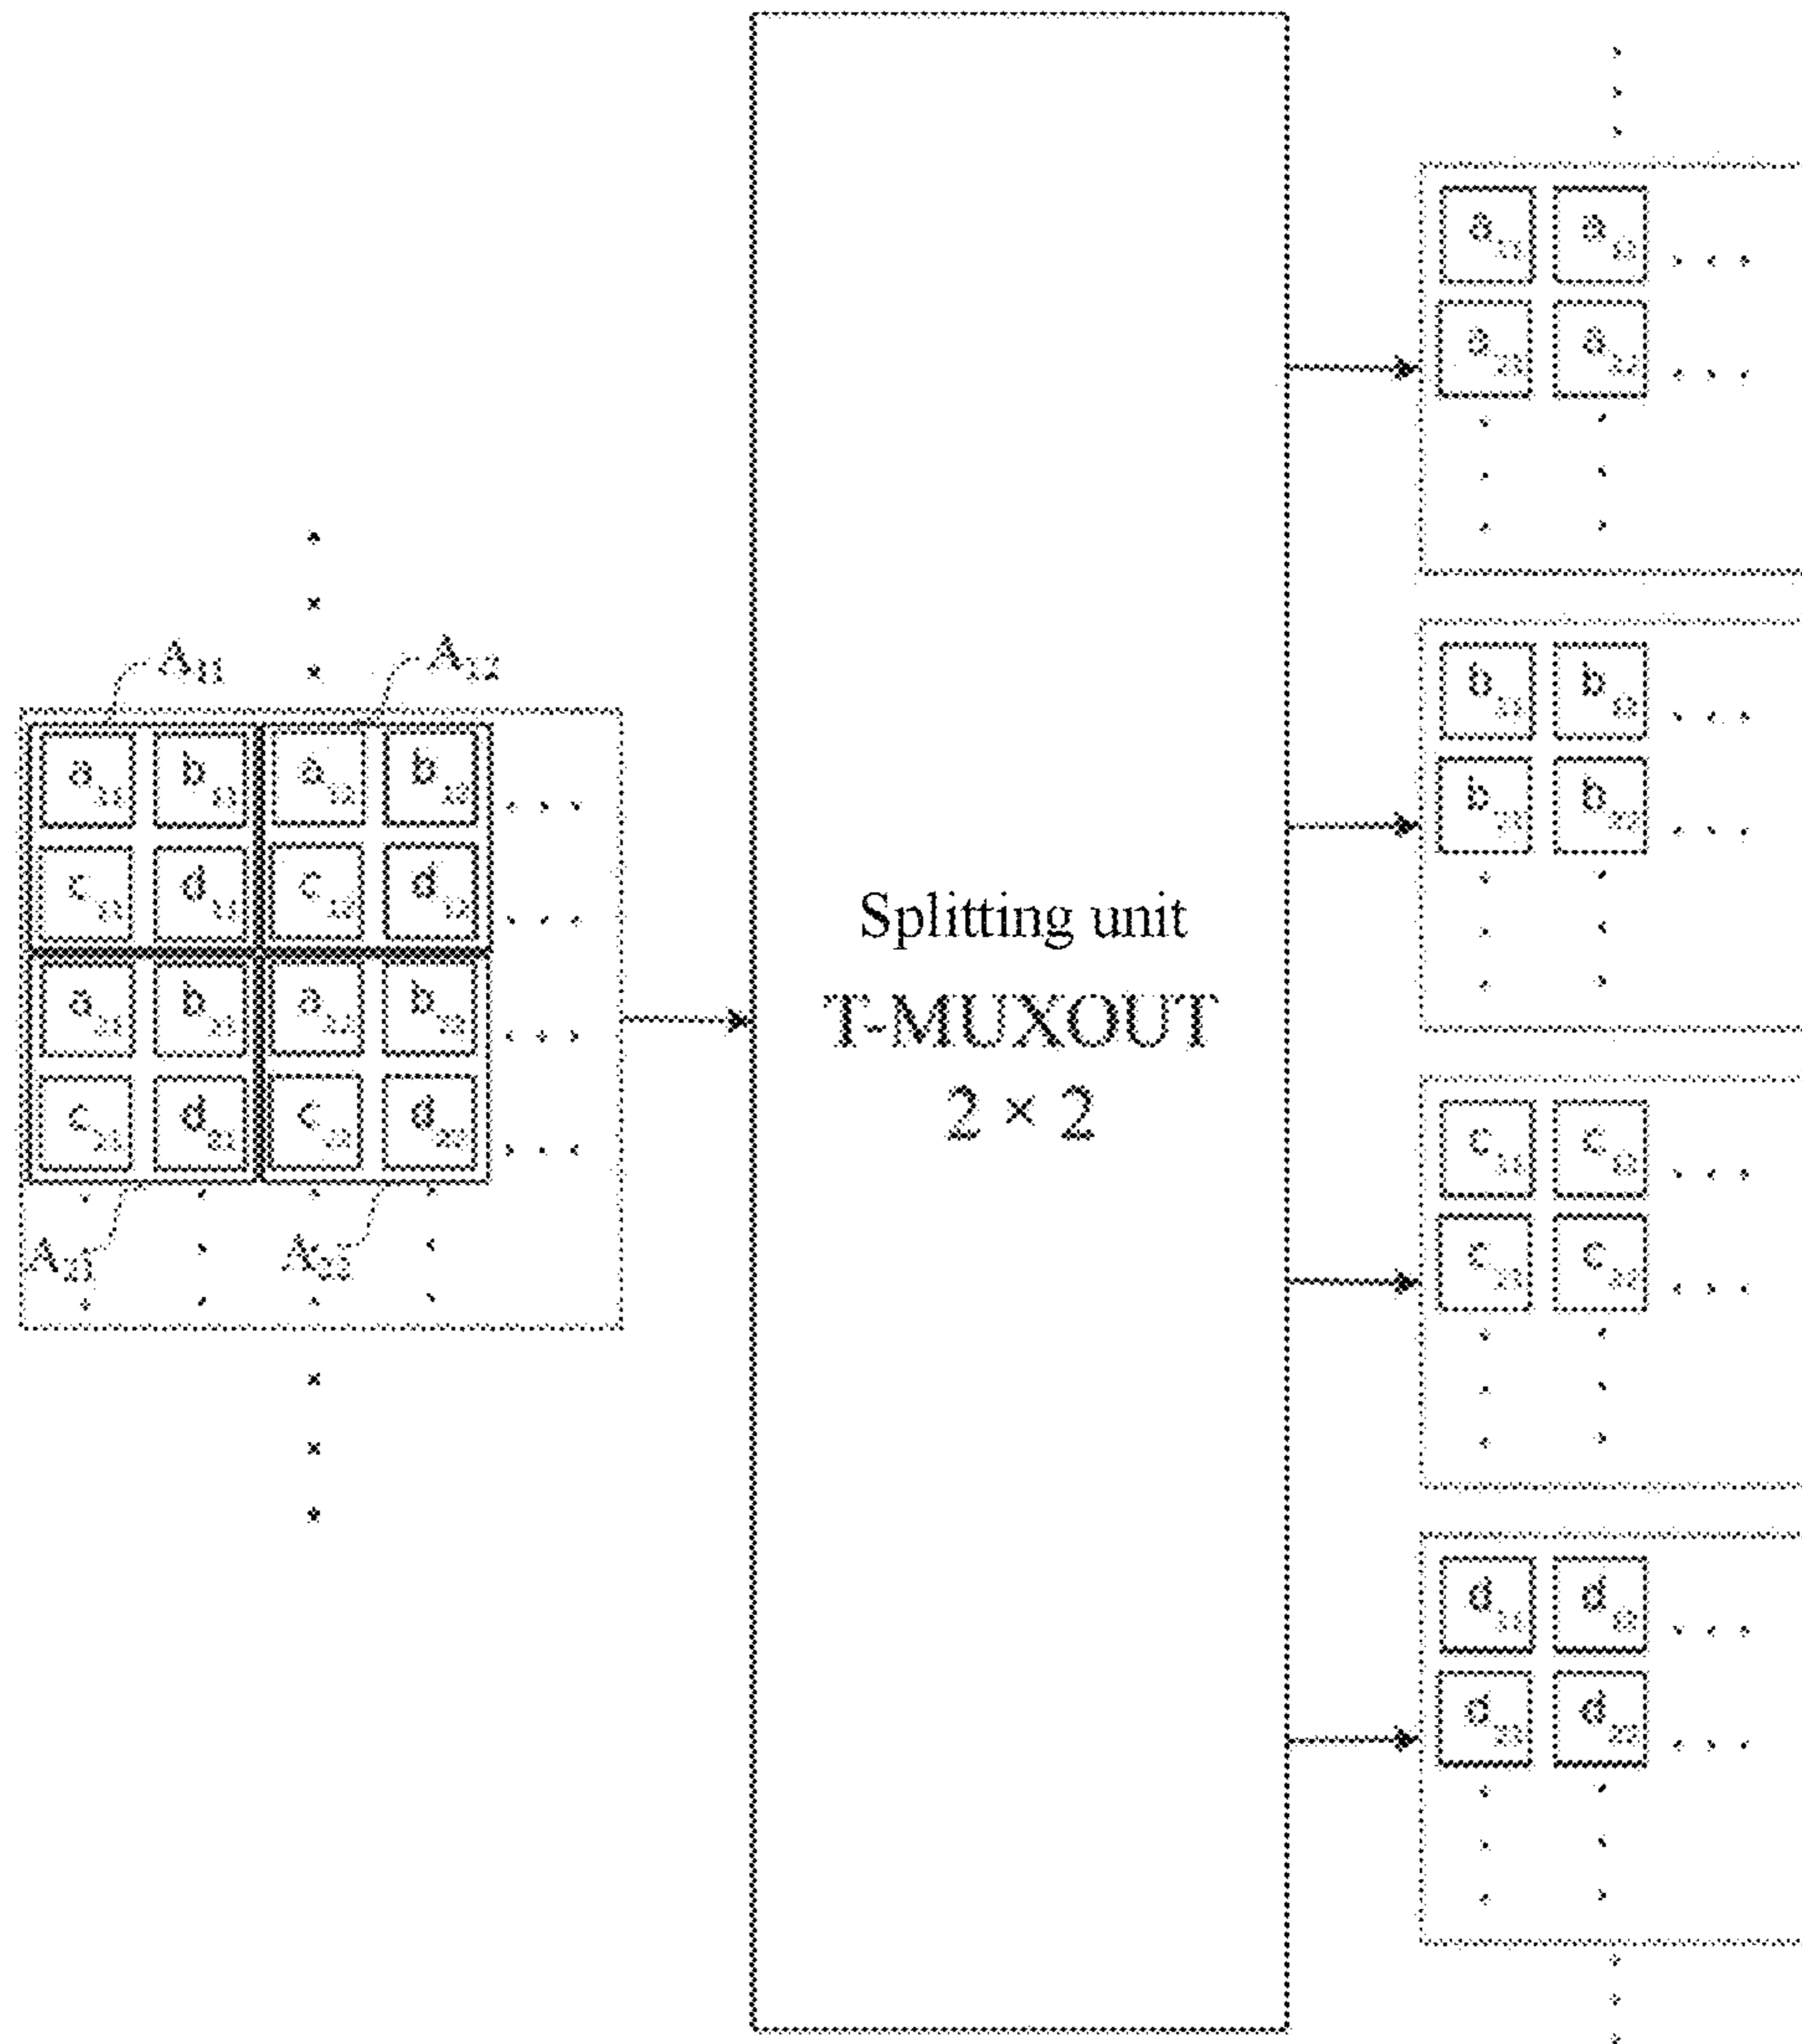 A₁₁ A₁₂
a₁₁ b₁₁ a₁₂ b₁₂ . . .
c₁₁ d₁₁ c₁₂ d₁₂ . . .
a₂₁ b₂₁ a₂₂ b₂₂ . . .
c₂₁ d₂₁ c₂₂ d₂₂ . . .
A₂₁ A₂₂
Splitting unit
T-MUXOUT
2 × 2
a₁₁ a₁₂ . . .
a₂₁ a₂₂ . . .
b₁₁ b₁₂ . . .
b₂₁ b₂₂ . . .
c₁₁ c₁₂ . . .
c₂₁ c₂₂ . . .
d₁₁ d₁₂ . . .
d₂₁ d₂₂ . . .